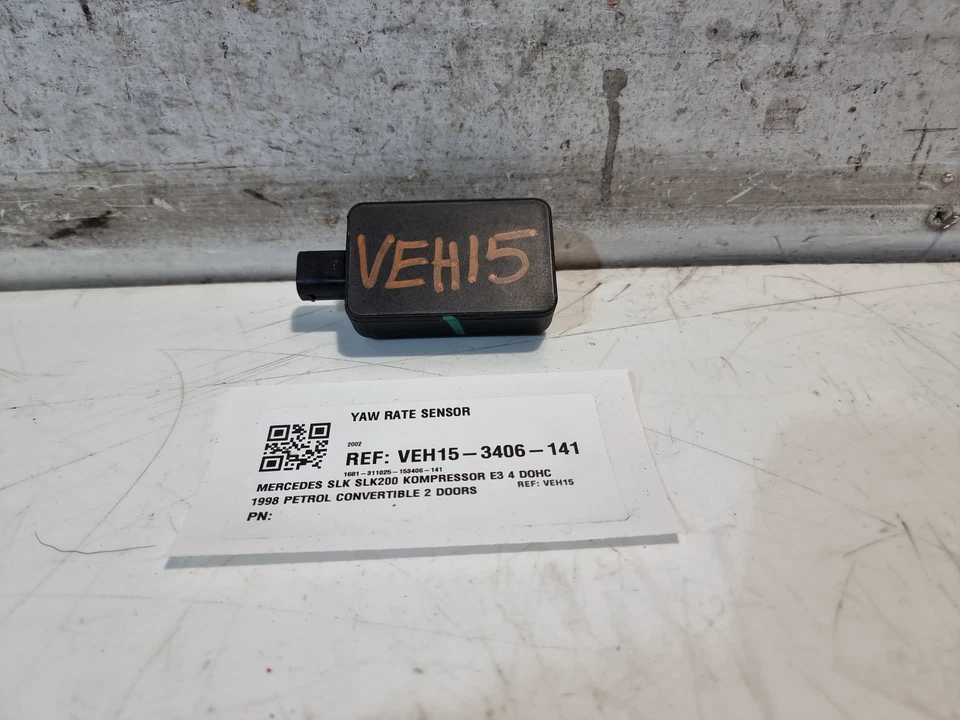 VEH15
YAW RATE SENSOR
2002
REF: VEH15-3406-141
1681-311025-153406-141
MERCEDES SLK SLK200 KOMPRESSOR E3 4 DOHC
REF: VEH15
1998 PETROL CONVERTIBLE 2 DOORS
PN: